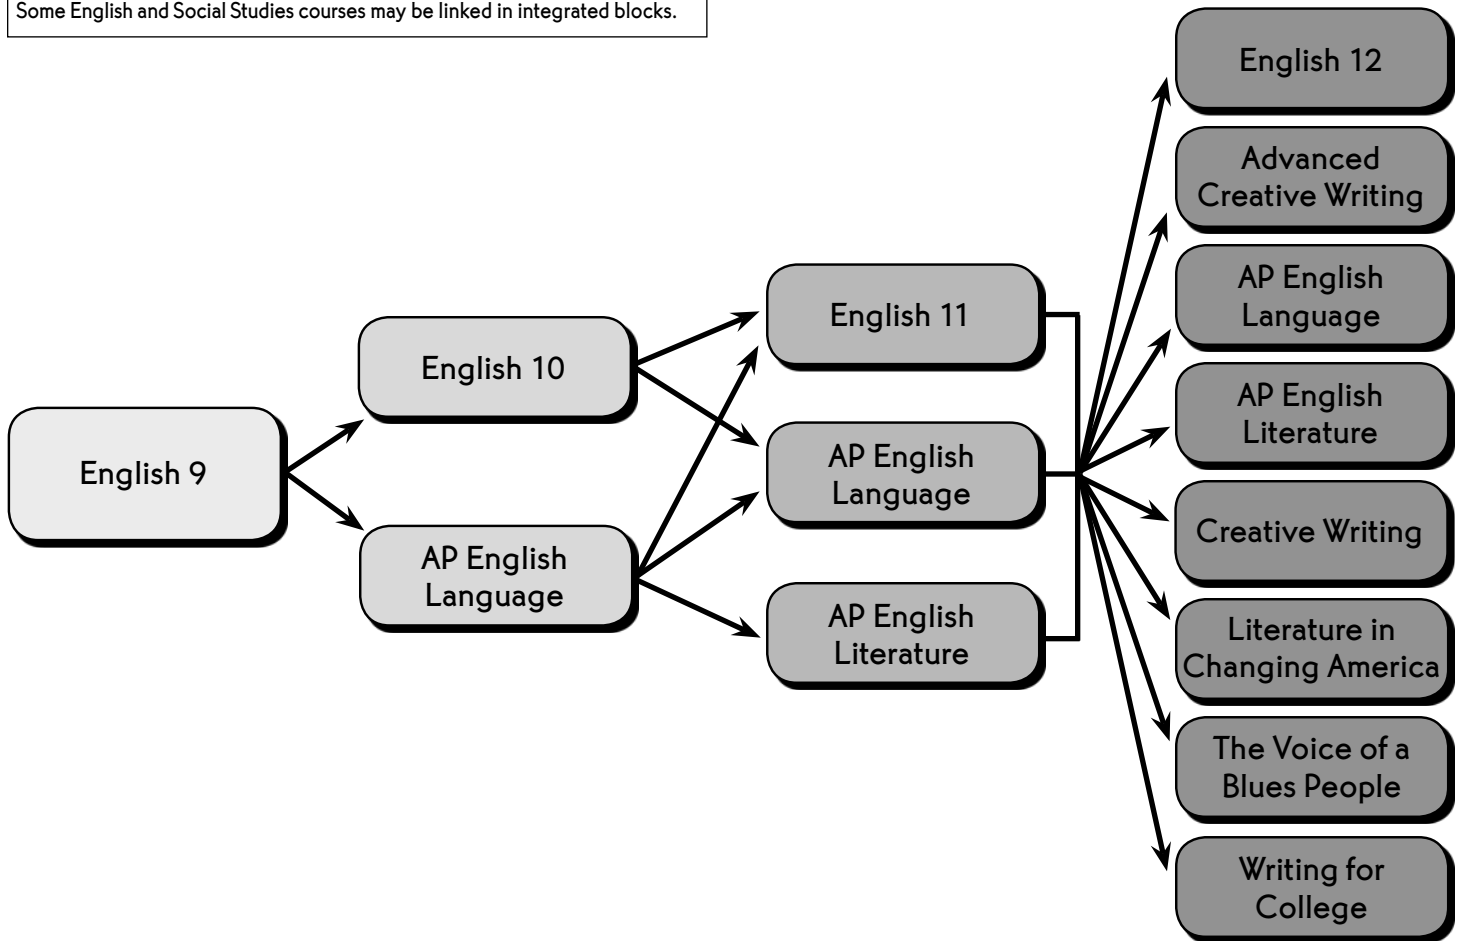 Some English and Social Studies courses may be linked in integrated blocks.
English 9
English 10
AP English
Language
English 11
AP English
Language
AP English
Literature
English 12
Advanced
Creative Writing
AP English
Language
AP English
Literature
Creative Writing
Literature in
Changing America
The Voice of a
Blues People
Writing for
College